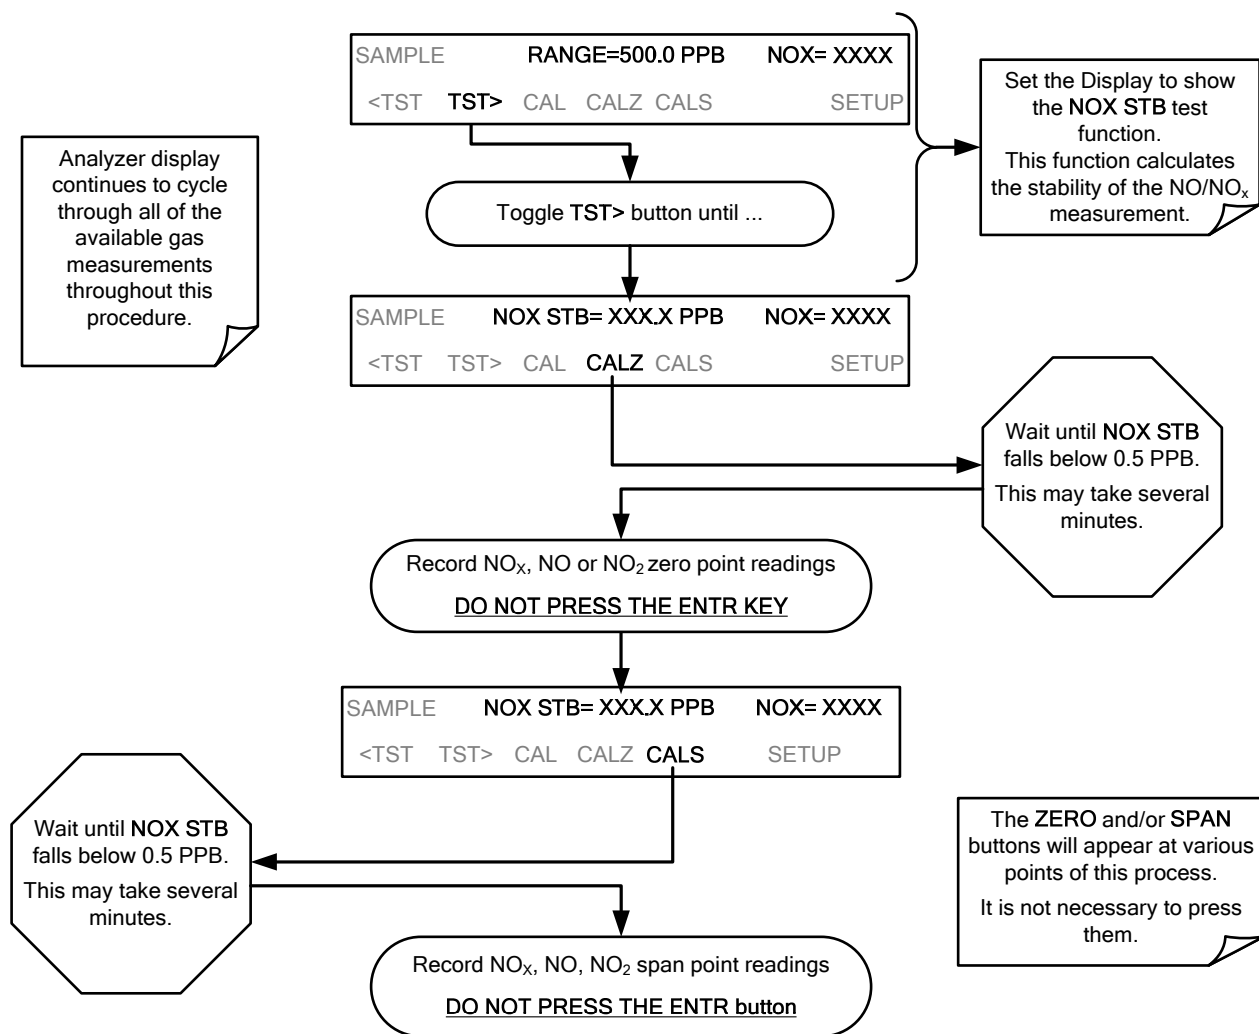 SAMPLE RANGE=500.0 PPB NOX= XXXX
<TST TST> CAL CALZ CALS SETUP
Set the Display to show
the NOX STB test
function.
This function calculates
the stability of the NO/NOx
measurement.
Analyzer display
continues to cycle
through all of the
available gas
measurements
throughout this
procedure.
Toggle TST> button until ...
SAMPLE NOX STB= XXX.X PPB NOX= XXXX
<TST TST> CAL CALZ CALS SETUP
Wait until NOX STB
falls below 0.5 PPB.
This may take several
minutes.
Record NOX, NO or NO2 zero point readings
DO NOT PRESS THE ENTR KEY
SAMPLE NOX STB= XXX.X PPB NOX= XXXX
<TST TST> CAL CALZ CALS SETUP
Wait until NOX STB
falls below 0.5 PPB.
This may take several
minutes.
The ZERO and/or SPAN
buttons will appear at various
points of this process.
It is not necessary to press
them.
Record NOX, NO, NO2 span point readings
DO NOT PRESS THE ENTR button